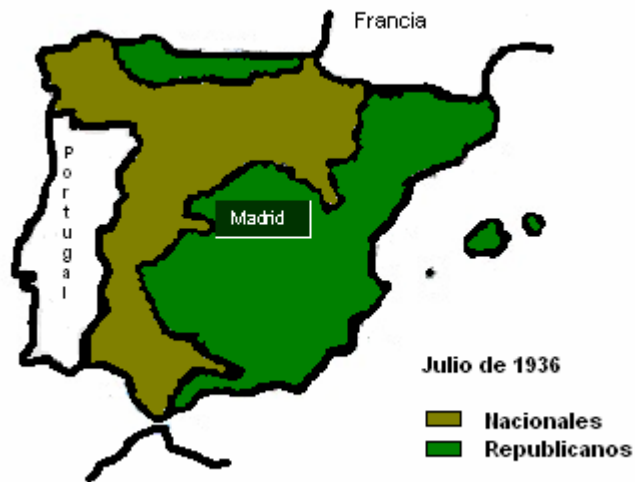 Francia
Portugal
Madrid
Julio de 1936
Nacionales
Republicanos